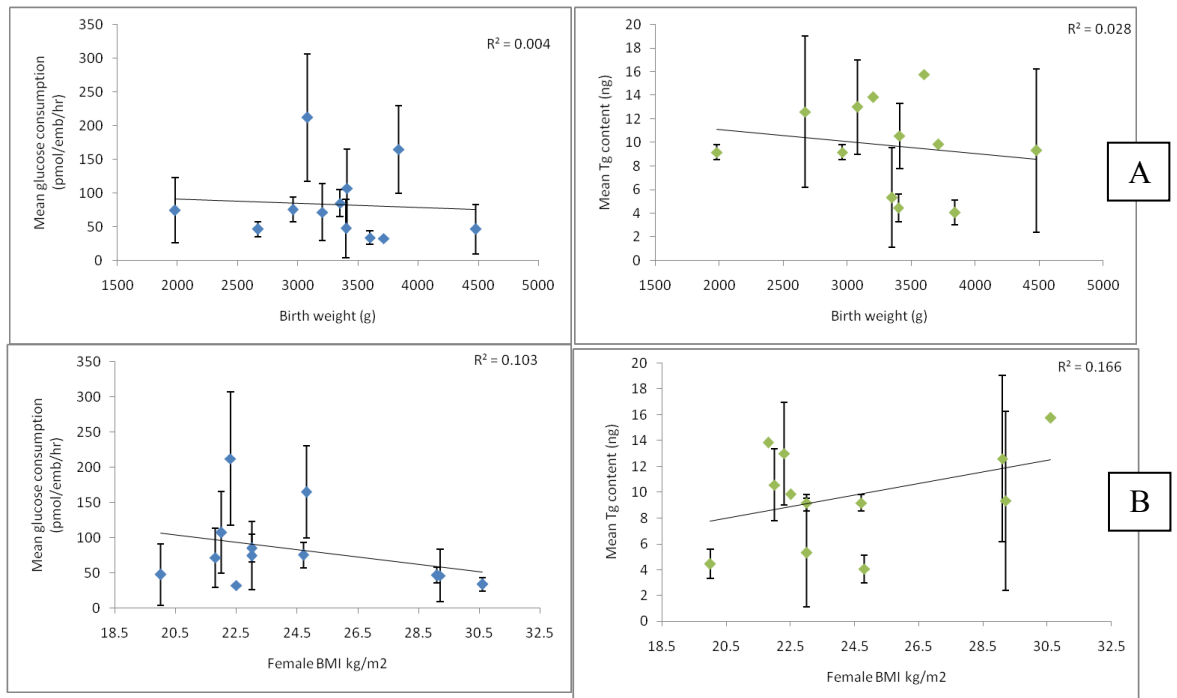 R² = 0.004
350
300
250
200
150
100
50
0
Mean glucose consumption
(pmol/emb/hr)
1500 2000 2500 3000 3500 4000 4500 5000
Birth weight (g)
R² = 0.028
20
18
16
14
12
10
8
6
4
2
0
Mean Tg content (ng)
1500 2000 2500 3000 3500 4000 4500 5000
Birth weight (g)
A
R² = 0.103
350
300
250
200
150
100
50
0
Mean glucose consumption
(pmol/emb/hr)
18.5 20.5 22.5 24.5 26.5 28.5 30.5 32.5
Female BMI kg/m2
R² = 0.166
20
18
16
14
12
10
8
6
4
2
0
Mean Tg content (ng)
18.5 20.5 22.5 24.5 26.5 28.5 30.5 32.5
Female BMI kg/m2
B